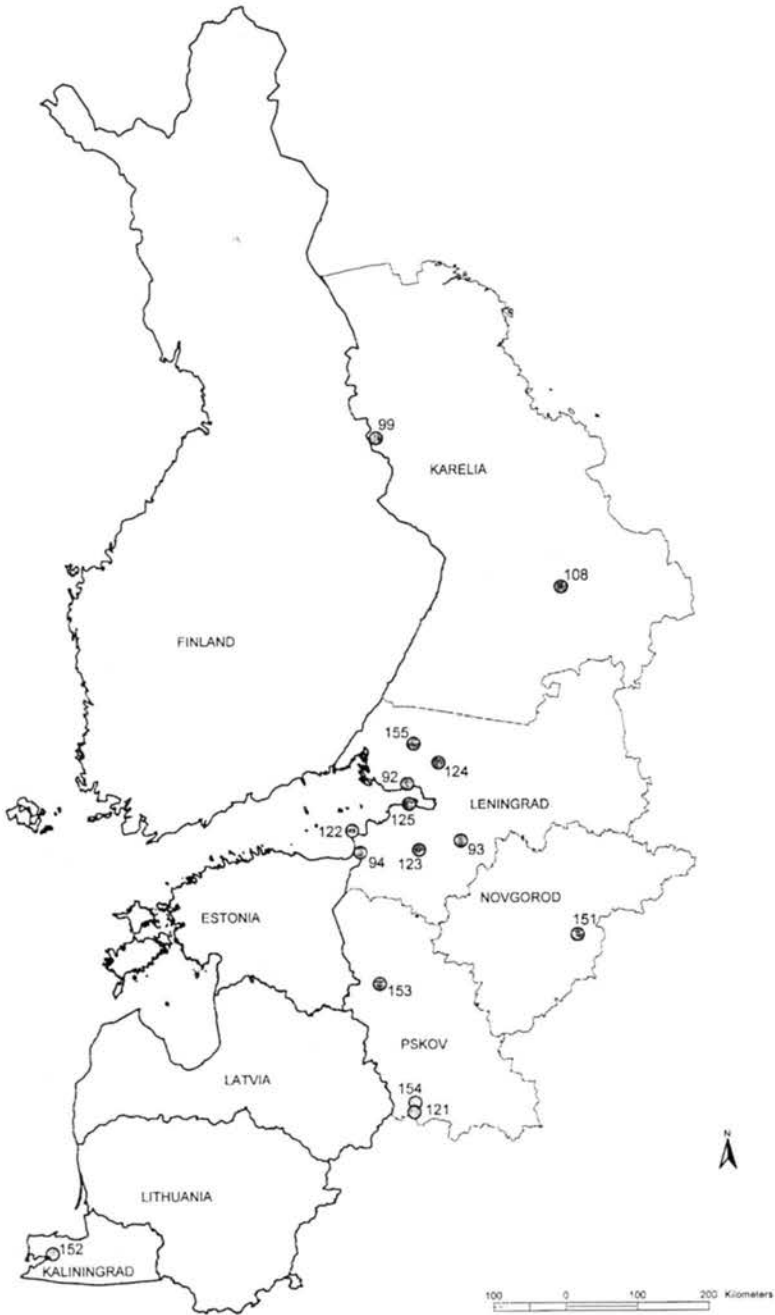 99
KARELIA
108
FINLAND
155
124
92
LENINGRAD
125
122
93
123
94
NOVGOROD
ESTONIA
151
153
PSKOV
LATVIA
154
121
N
LITHUANIA
152
KALININGRAD
100 0 100 200 Kilometers